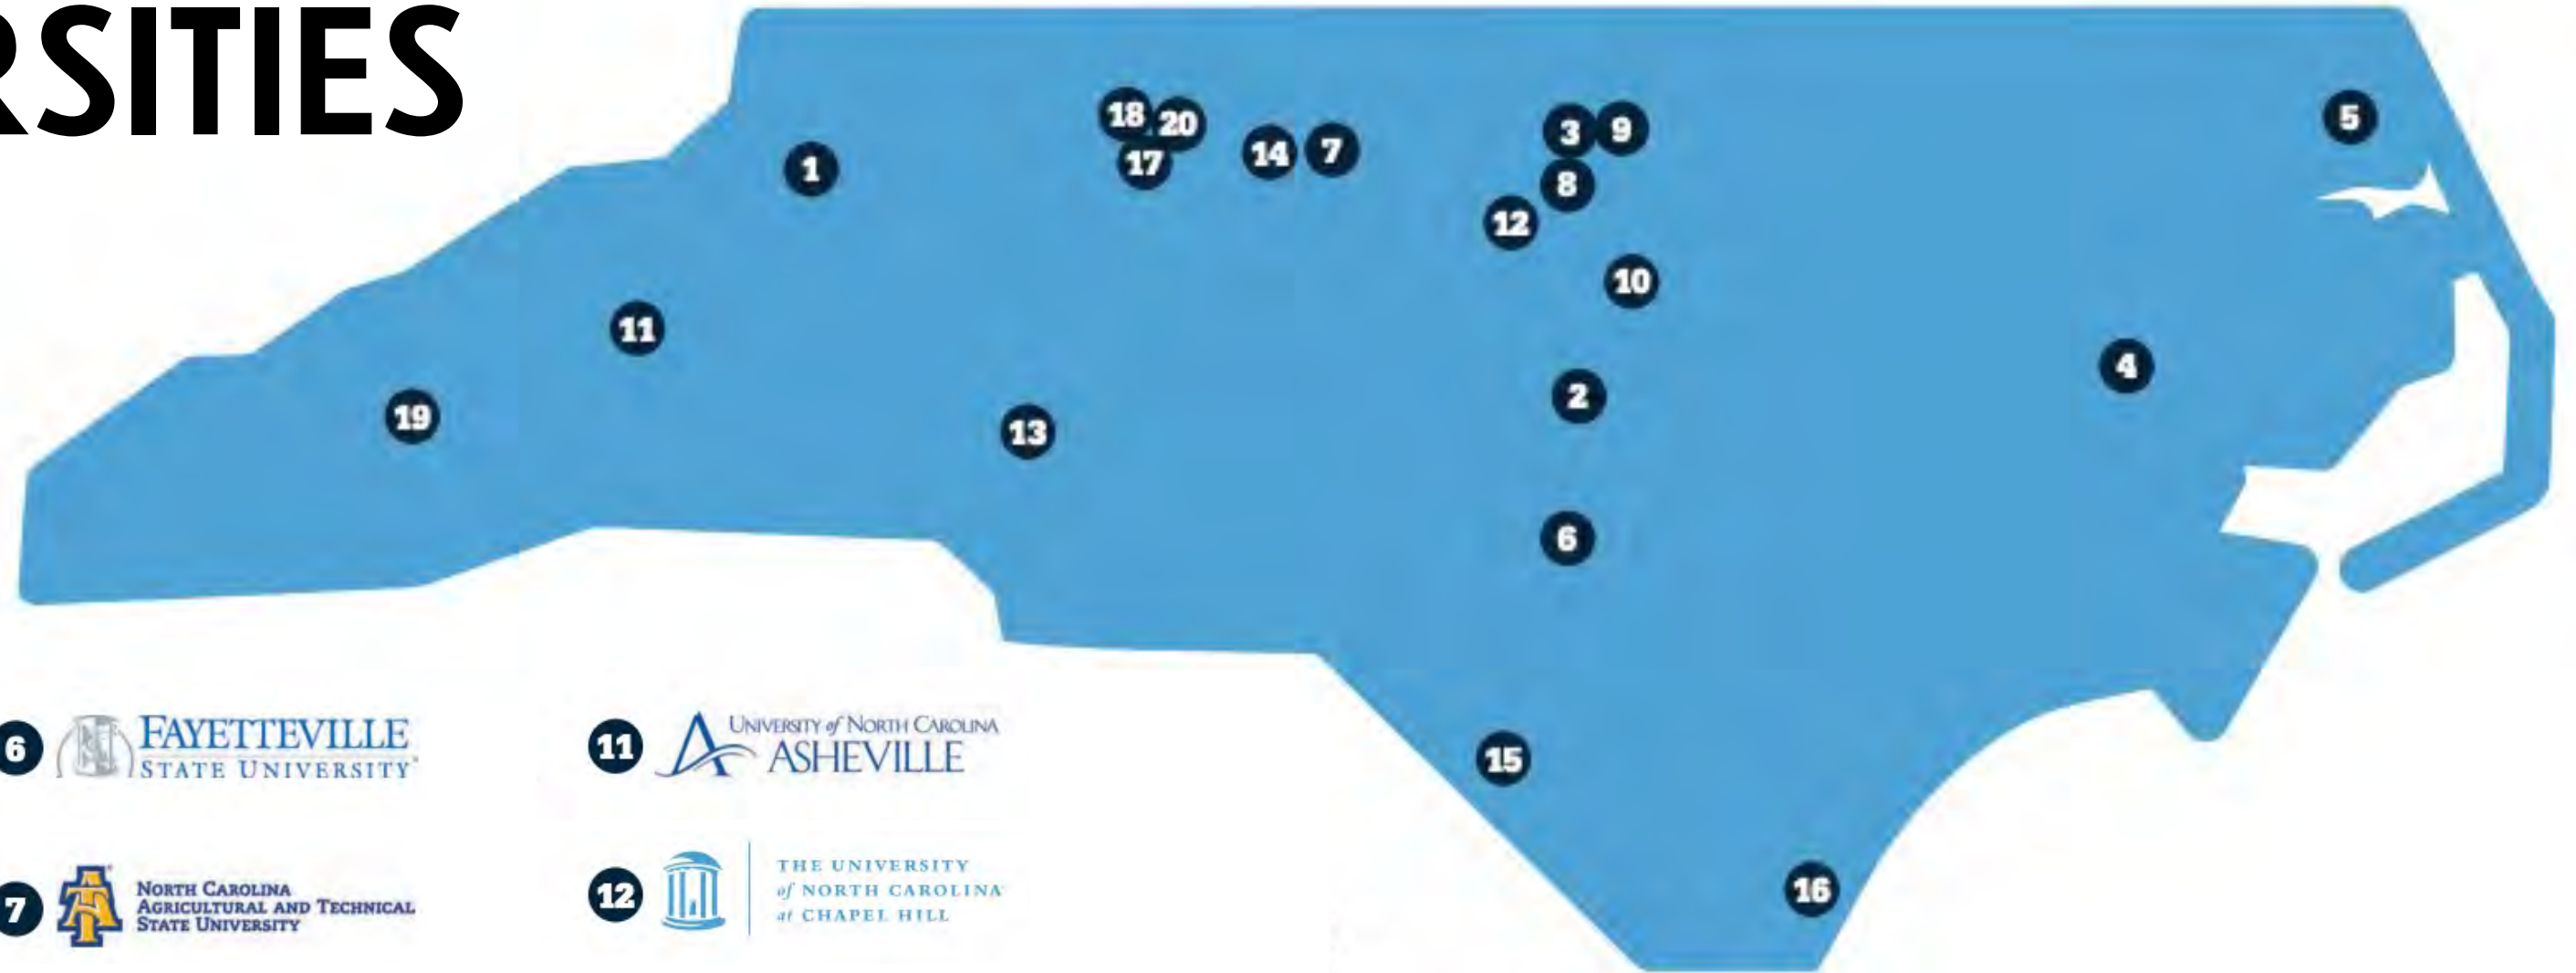 RSITIES
18
20
3
9
5
1
17
14
7
8
12
10
11
2
4
19
13
6
15
16
6 FAYETTEVILLE
STATE UNIVERSITY
11 UNIVERSITY of NORTH CAROLINA
ASHEVILLE
7 NORTH CAROLINA
AGRICULTURAL AND TECHNICAL
STATE UNIVERSITY
12 THE UNIVERSITY
of NORTH CAROLINA
at CHAPEL HILL